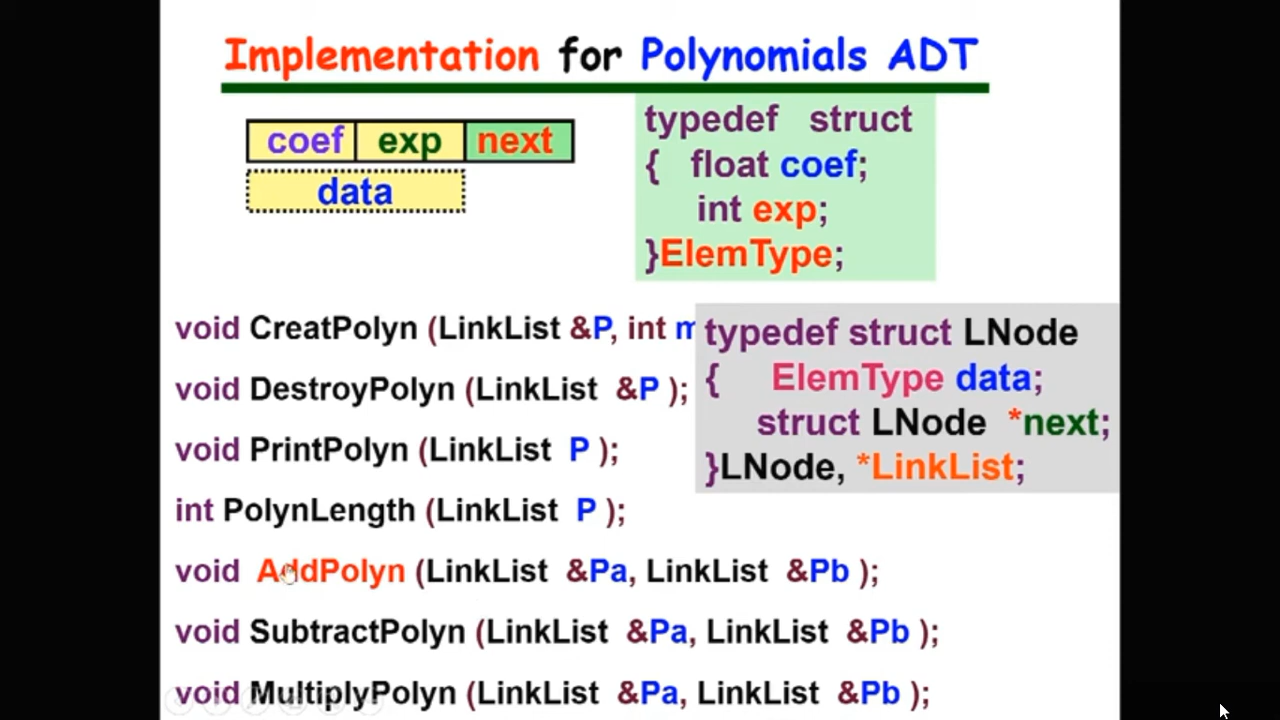 Implementation for Polynomials ADT
coef exp next
data
typedef struct
{ float coef;
int exp;
}ElemType;
void CreatPolyn (LinkList &P, int m
void DestroyPolyn (LinkList &P );
void PrintPolyn (LinkList P );
int PolynLength (LinkList P );
void AddPolyn (LinkList &Pa, LinkList &Pb );
void SubtractPolyn (LinkList &Pa, LinkList &Pb );
void MultiplyPolyn (LinkList &Pa, LinkList &Pb );
typedef struct LNode
{ ElemType data;
struct LNode *next;
}LNode, *LinkList;